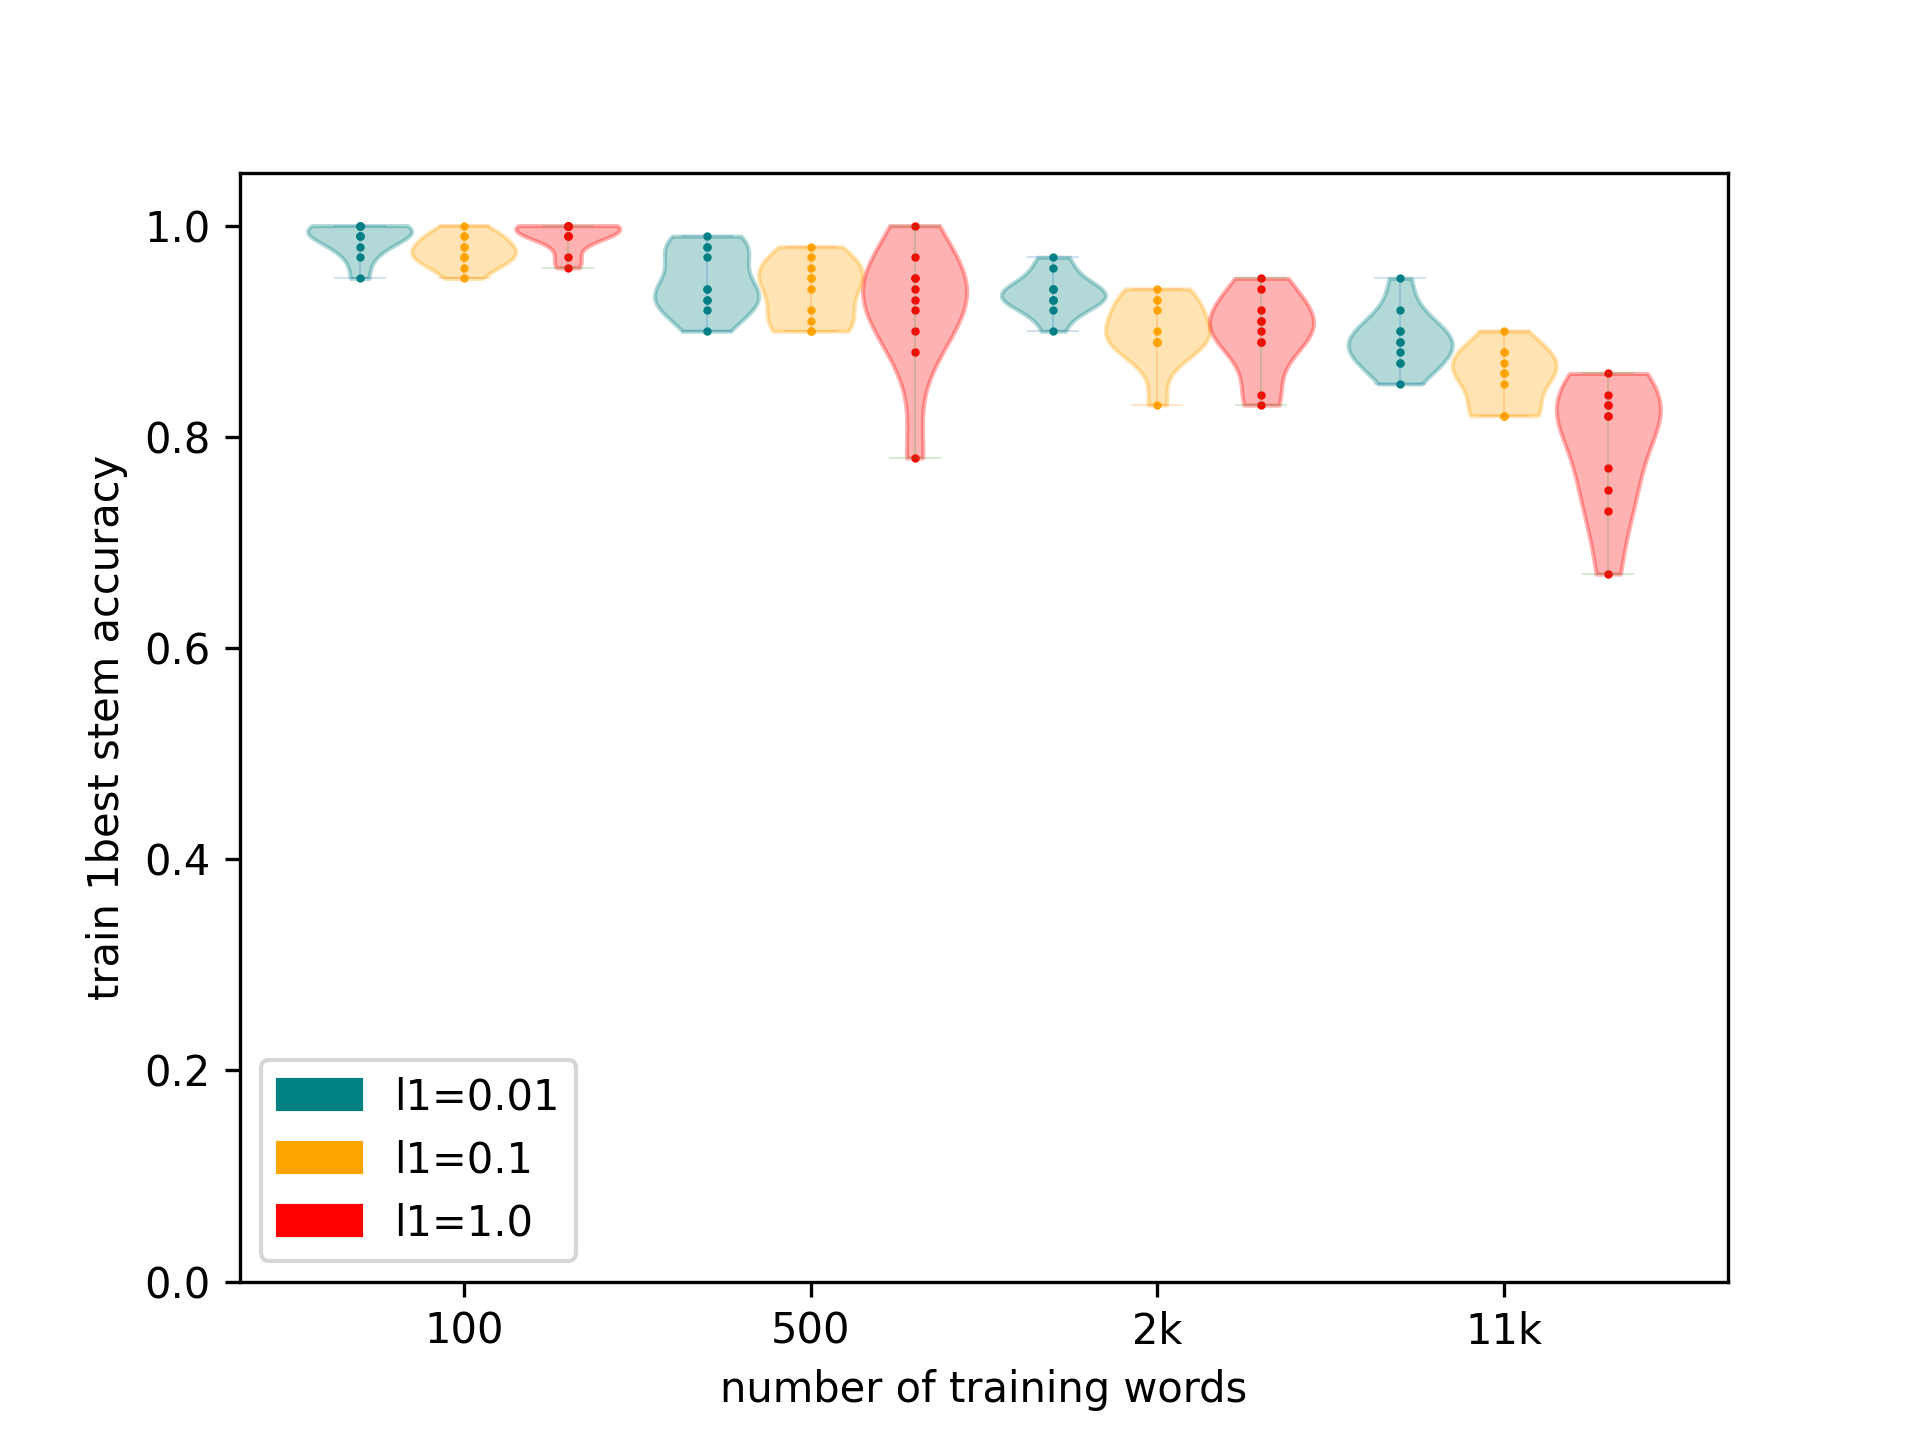 1.0
0.8
0.6
0.4
0.2
0.0
train 1best stem accuracy
l1=0.01
l1=0.1
l1=1.0
100 500 2k 11k
number of training words